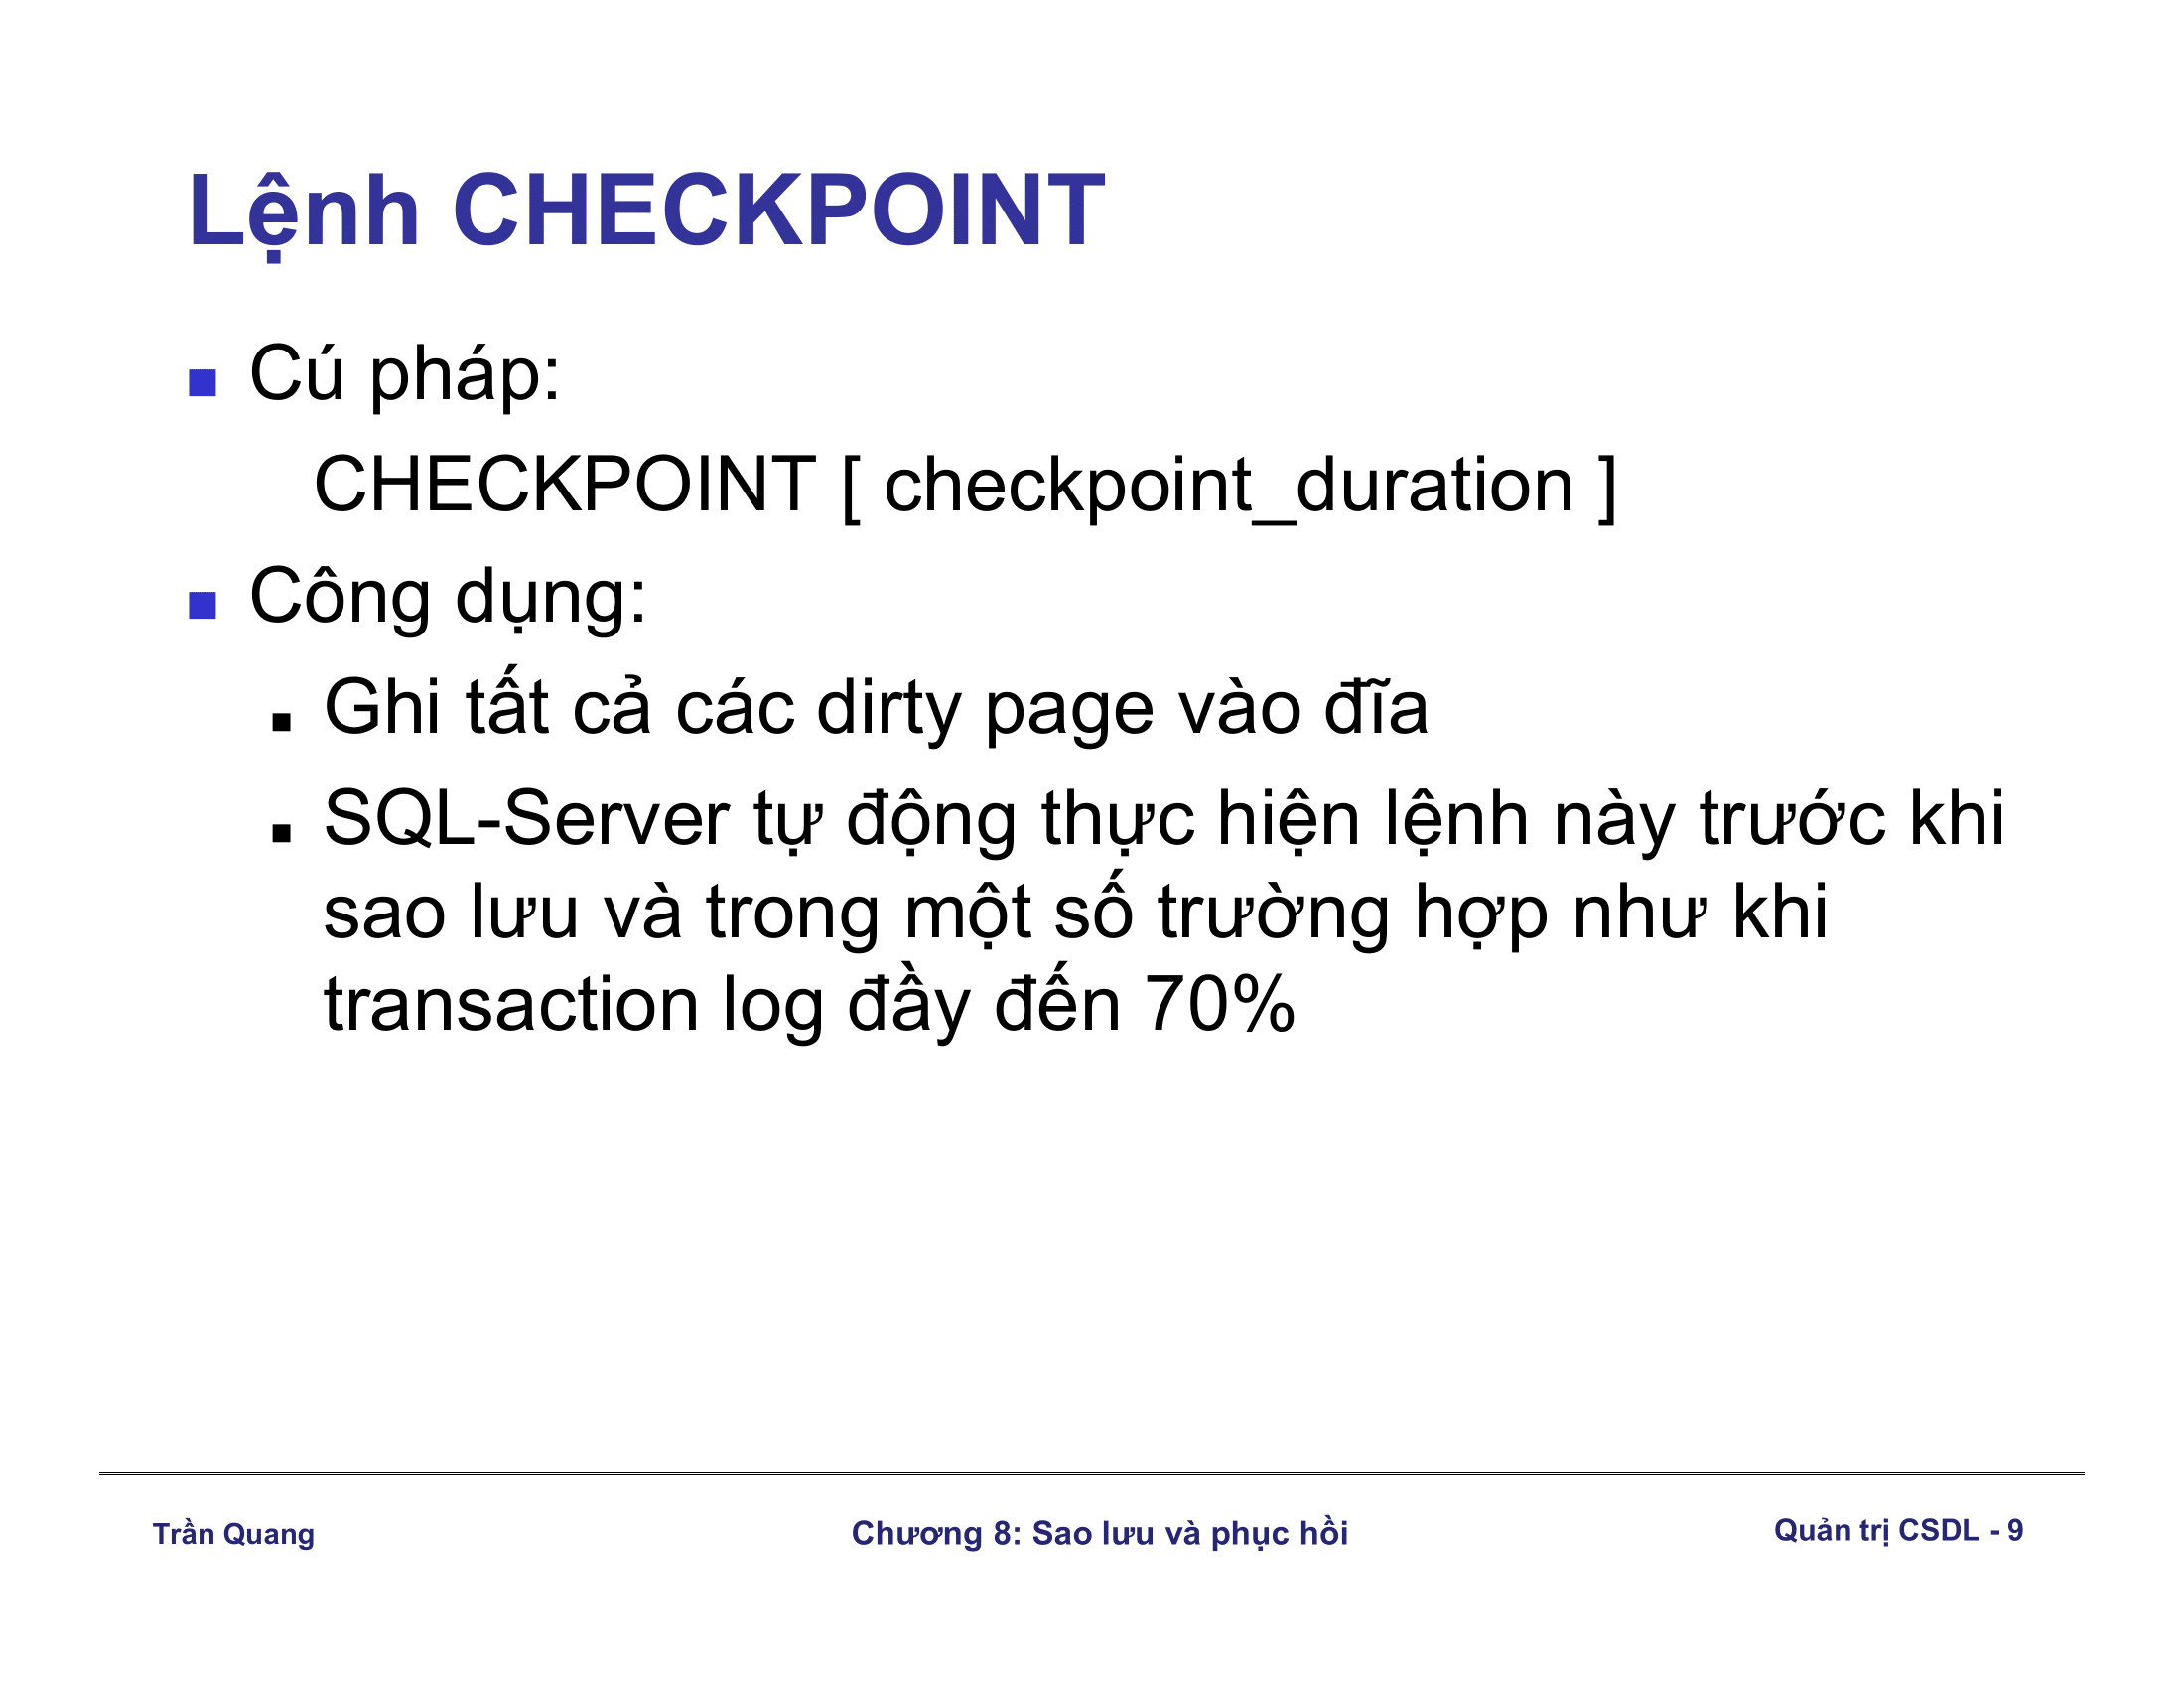 Lệnh CHECKPOINT
Cú pháp:
CHECKPOINT [ checkpoint_duration ]
Công dụng:
Ghi tất cả các dirty page vào đĩa
SQL-Server tự động thực hiện lệnh này trước khi
sao lưu và trong một số trường hợp như khi
transaction log đầy đến 70%
Trần Quang
Chương 8: Sao lưu và phục hồi
Quản trị CSDL - 9